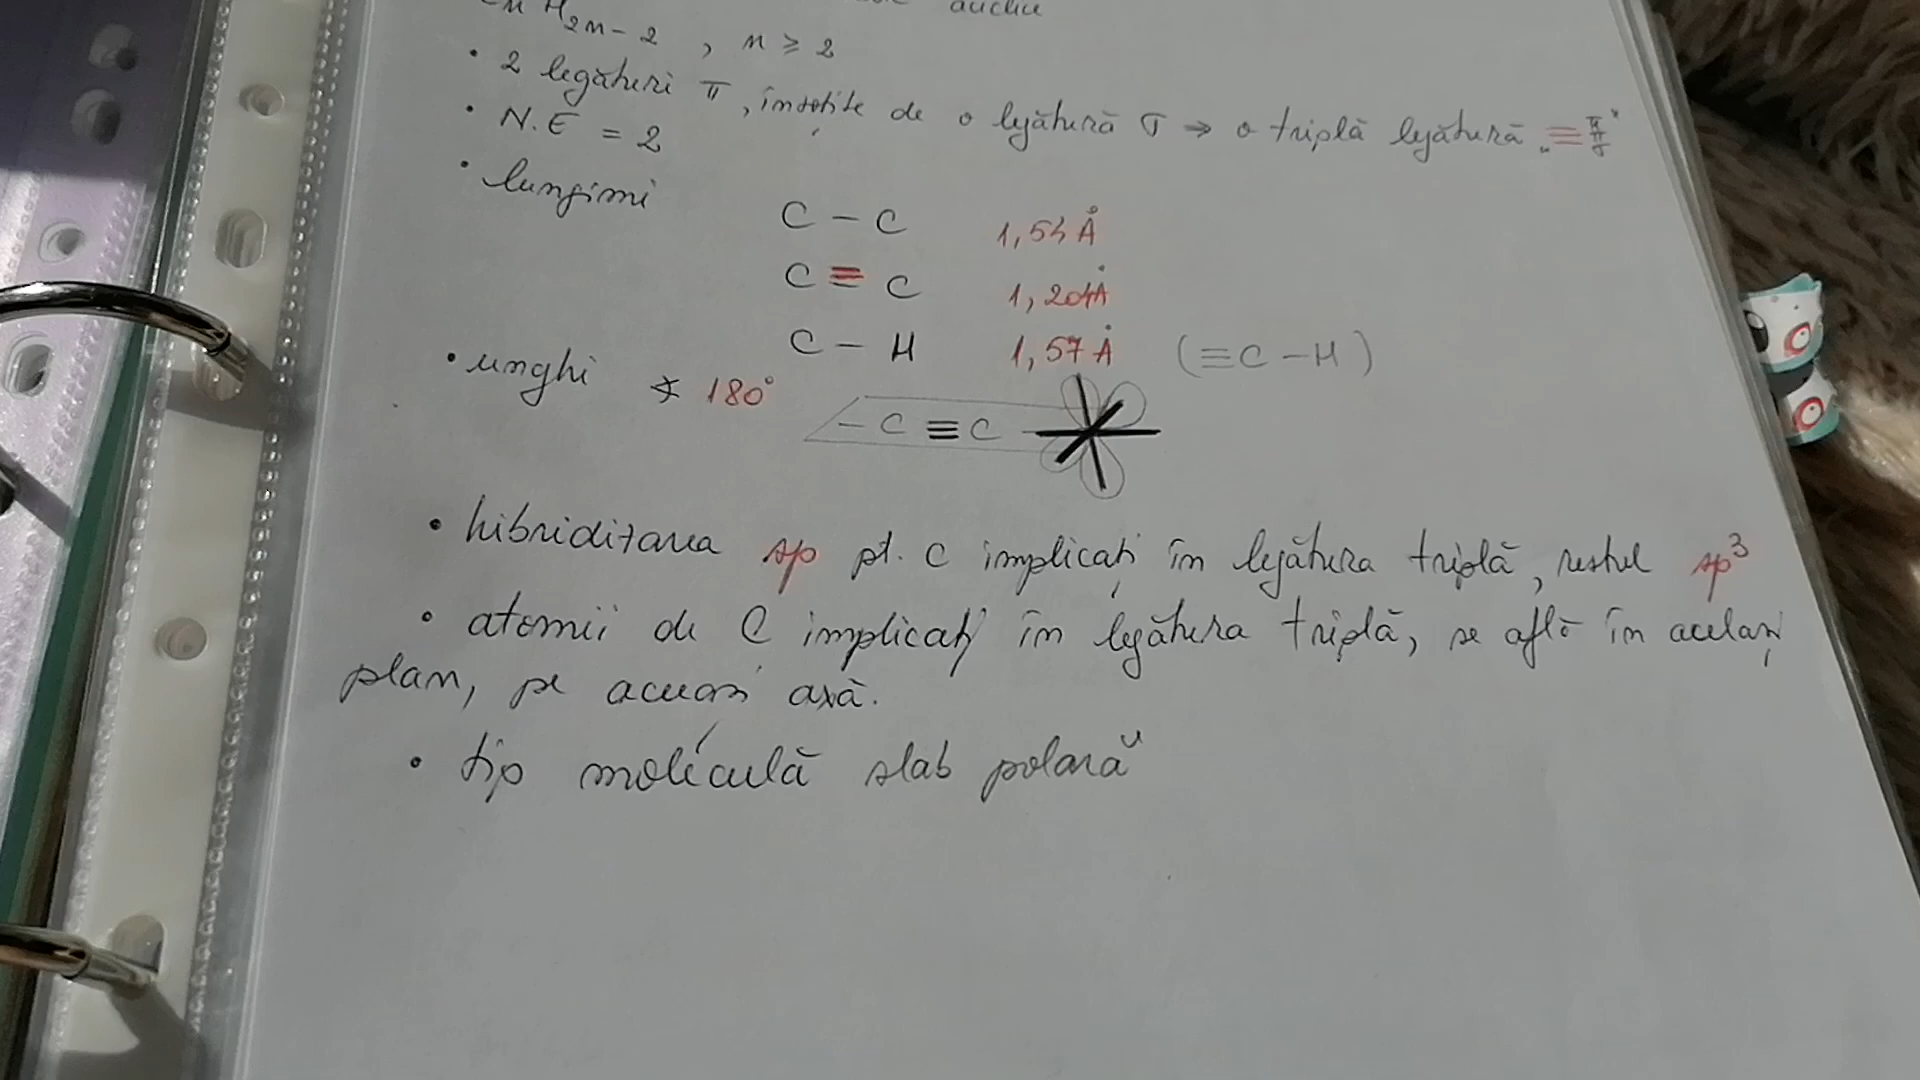 H2n-2 , n ≥ 2
• 2 legături π, însoțite de o legătură σ ⇒ o triplă legătură „≡ π π σ"
• N.E = 2
• lungimi
C – C 1,54 Å
C ≡ C 1,204 Å
C – H 1,57 Å (≡C – H)
• unghi ∢ 180°
– C ≡ C –
• hibridizarea sp pt. C implicați în legătura triplă, restul sp³
• atomii de C implicați în legătura triplă, se află în același
plan, pe aceeași axă.
• tip moleculă slab polară